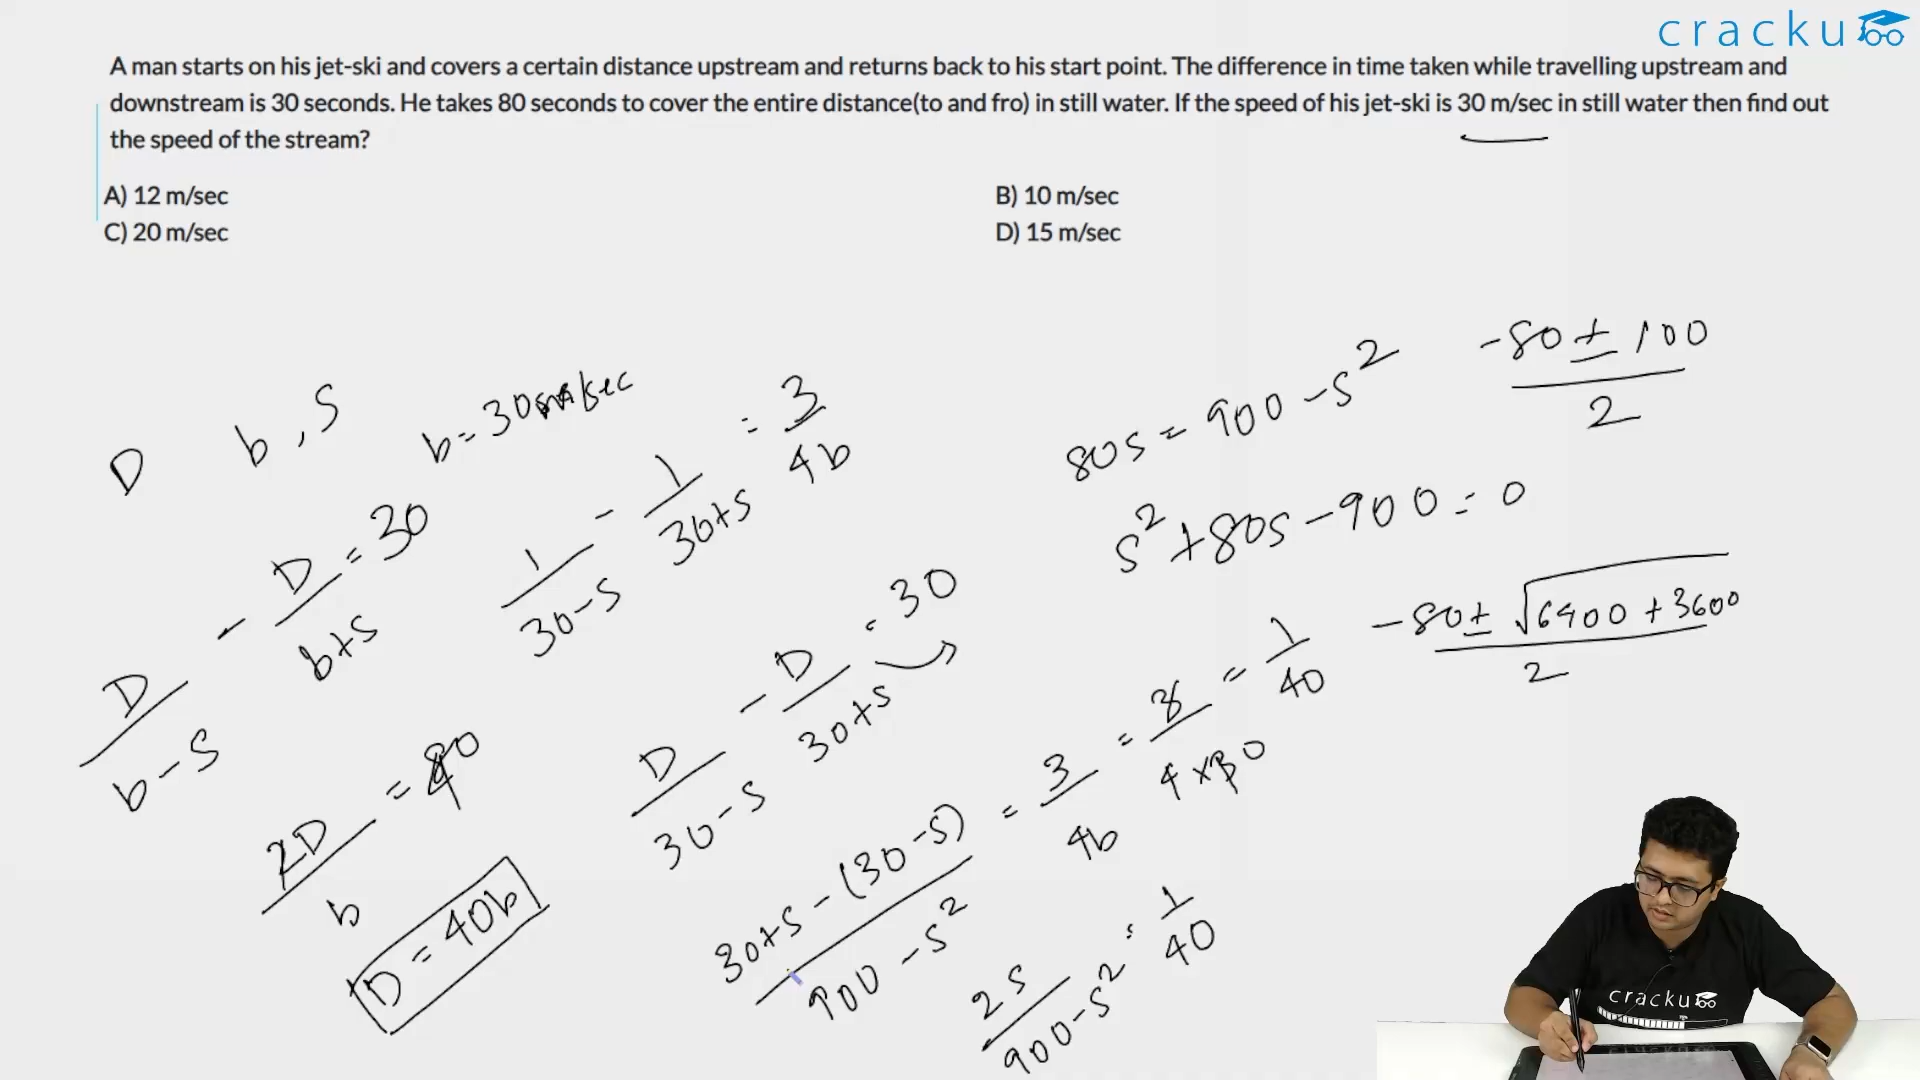 cracku
A man starts on his jet-ski and covers a certain distance upstream and returns back to his start point. The difference in time taken while travelling upstream and
downstream is 30 seconds. He takes 80 seconds to cover the entire distance(to and fro) in still water. If the speed of his jet-ski is 30 m/sec in still water then find out
the speed of the stream?
A) 12 m/sec
B) 10 m/sec
C) 20 m/sec
D) 15 m/sec
D b, S b = 30 m/sec
D/b-S - D/b+S = 30
2D/b = 80
D = 40b
1/30-S - 1/30+S = 3/4b
D/30-S - D/30+S = 30
30+S-(30-S)/900-S² = 3/4b = 3/4×30 = 1/40
2S/900-S² = 1/40
80S = 900-S²
S²+80S-900 = 0
-80± √6400+3600/2
-80±100/2
cracku